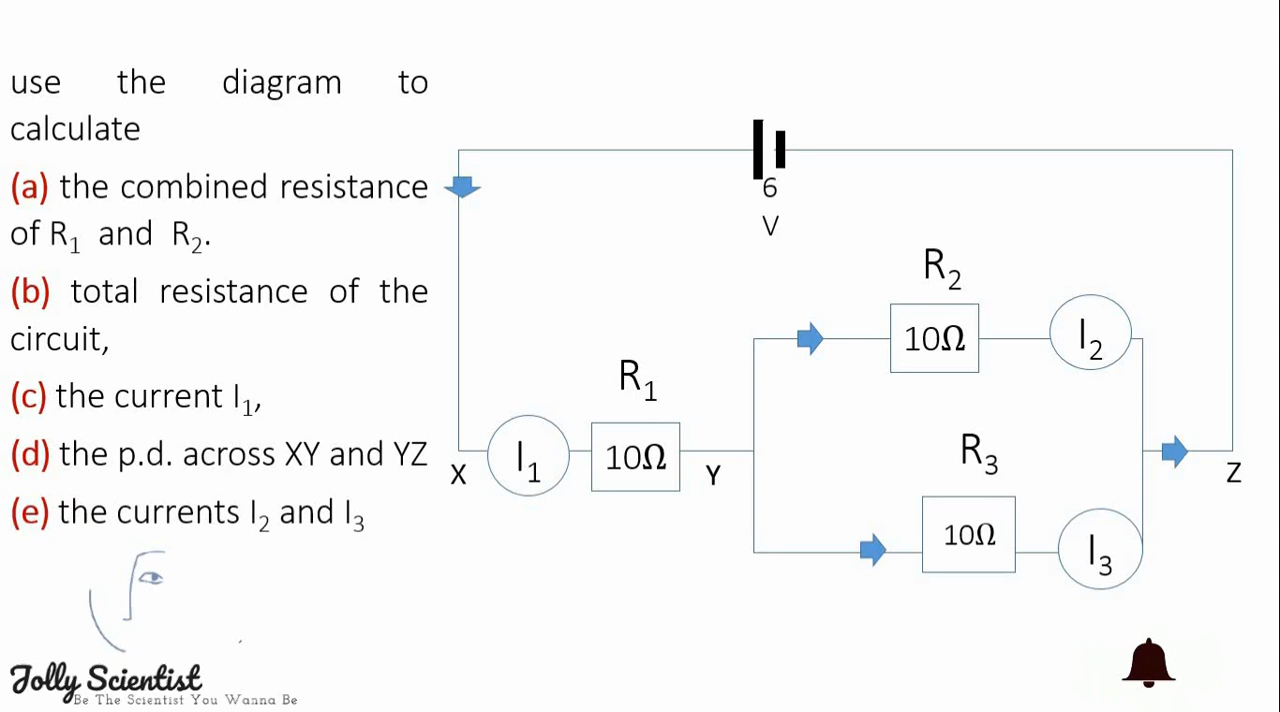 use the diagram to
calculate
(a) the combined resistance
of R₁ and R₂.
(b) total resistance of the
circuit,
(c) the current I₁,
(d) the p.d. across XY and YZ
(e) the currents I₂ and I₃
6
V
R₂
10Ω
I₂
R₁
X
I₁
10Ω
Y
R₃
Z
10Ω
I₃
Jolly Scientist
Be The Scientist You Wanna Be